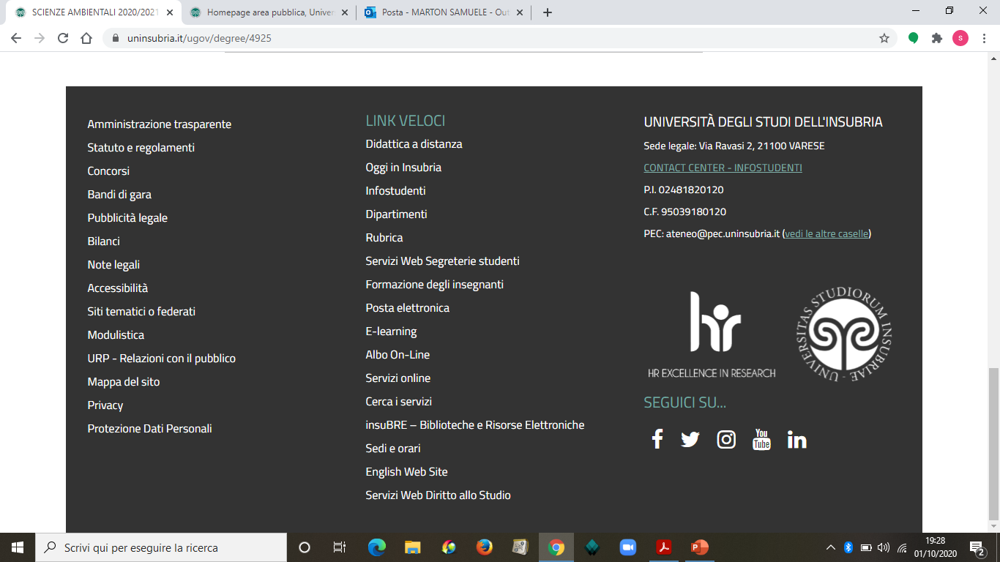 SCIENZE AMBIENTALI 2020/2021
Homepage area pubblica, Univer
Posta - MARTON SAMUELE - Out
uninsubria.it/ugov/degree/4925
s
Amministrazione trasparente
Statuto e regolamenti
Concorsi
Bandi di gara
Pubblicità legale
Bilanci
Note legali
Accessibilità
Siti tematici o federati
Modulistica
URP - Relazioni con il pubblico
Mappa del sito
Privacy
Protezione Dati Personali
LINK VELOCI
Didattica a distanza
Oggi in Insubria
Infostudenti
Dipartimenti
Rubrica
Servizi Web Segreterie studenti
Formazione degli insegnanti
Posta elettronica
E-learning
Albo On-Line
Servizi online
Cerca i servizi
insuBRE – Biblioteche e Risorse Elettroniche
Sedi e orari
English Web Site
Servizi Web Diritto allo Studio
UNIVERSITÀ DEGLI STUDI DELL'INSUBRIA
Sede legale: Via Ravasi 2, 21100 VARESE
CONTACT CENTER - INFOSTUDENTI
P.I. 02481820120
C.F. 95039180120
PEC: ateneo@pec.uninsubria.it (vedi le altre caselle)
hr
HR EXCELLENCE IN RESEARCH
UNIVERSITAS STUDIORUM INSUBRIAE
SEGUICI SU...
You
Tube
Scrivi qui per eseguire la ricerca
19:28
01/10/2020
2